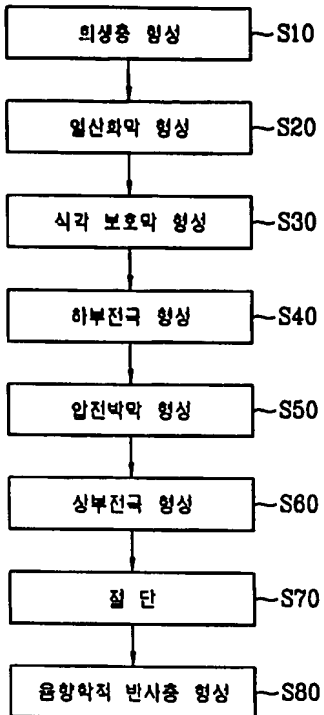 희생층 형성
S10
열산화막 형성
S20
식각 보호막 형성
S30
하부전극 형성
S40
압전박막 형성
S50
상부전극 형성
S60
절 단
S70
음향학적 반사층 형성
S80